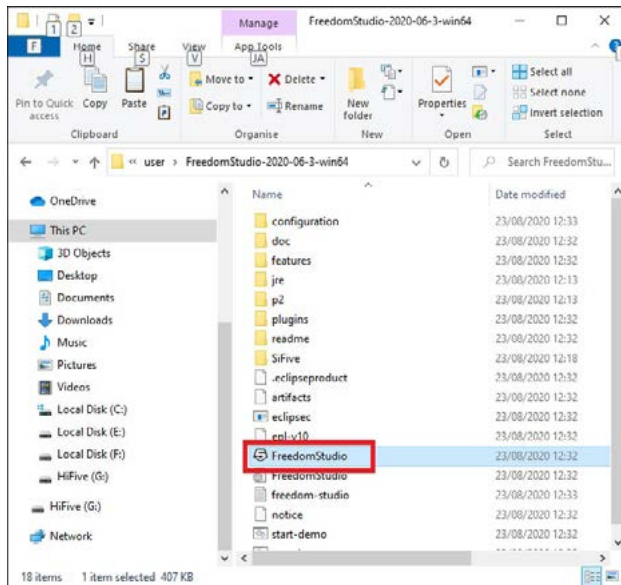 Manage FreedomStudio-2020-06-3-win64
1 2
F Home Share View App Tools
H S V JA
Pin to Quick access Copy Paste Move to Copy to Delete Rename New folder Properties Select all Select none Invert selection
Clipboard Organise New Open Select
« user › FreedomStudio-2020-06-3-win64 Search FreedomStu...
Name Date modified
OneDrive
This PC
3D Objects
Desktop
Documents
Downloads
Music
Pictures
Videos
Local Disk (C:)
Local Disk (E:)
Local Disk (F:)
HiFive (G:)
HiFive (G:)
Network
configuration 23/08/2020 12:33
doc 23/08/2020 12:32
features 23/08/2020 12:32
jre 23/08/2020 12:13
p2 23/08/2020 12:13
plugins 23/08/2020 12:32
readme 23/08/2020 12:32
SiFive 23/08/2020 12:18
.eclipseproduct 23/08/2020 12:32
artifacts 23/08/2020 12:32
eclipsec 23/08/2020 12:32
epl-v10 23/08/2020 12:32
FreedomStudio 23/08/2020 12:32
FreedomStudio 23/08/2020 12:32
freedom-studio 23/08/2020 12:33
notice 23/08/2020 12:32
start-demo 23/08/2020 12:32
18 items 1 item selected 407 KB